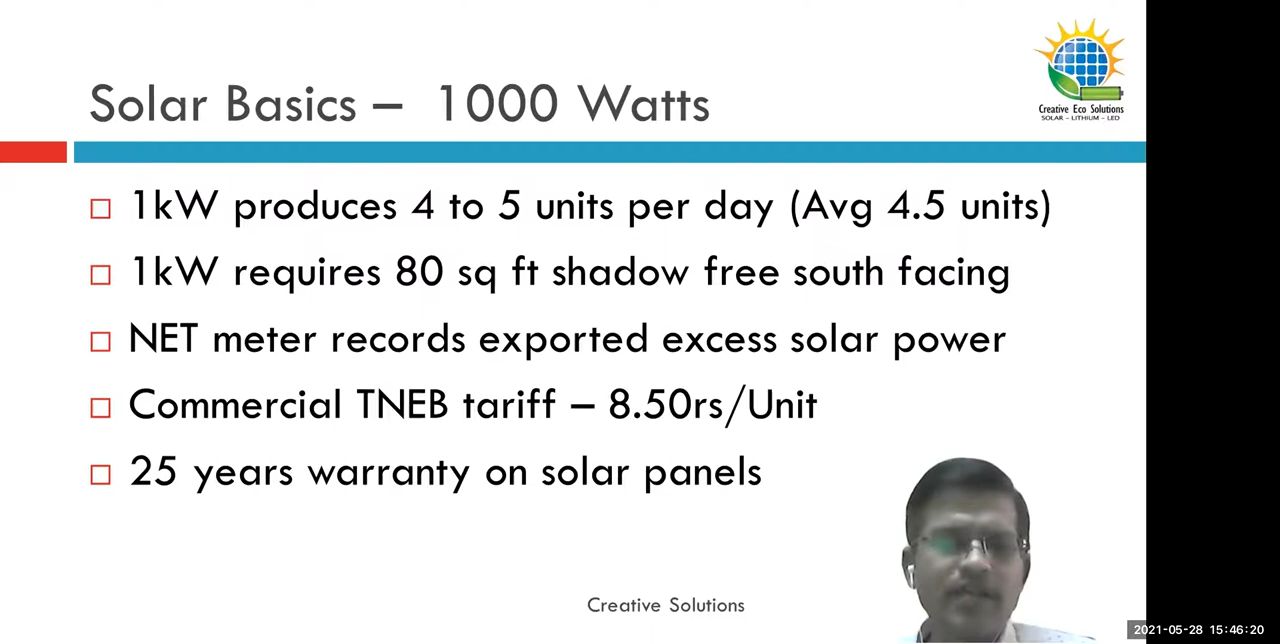 Solar Basics – 1000 Watts
Creative Eco Solutions
SOLAR – LITHIUM – LED
1kW produces 4 to 5 units per day (Avg 4.5 units)
1kW requires 80 sq ft shadow free south facing
NET meter records exported excess solar power
Commercial TNEB tariff – 8.50rs/Unit
25 years warranty on solar panels
Creative Solutions
2021-05-28 15:46:20